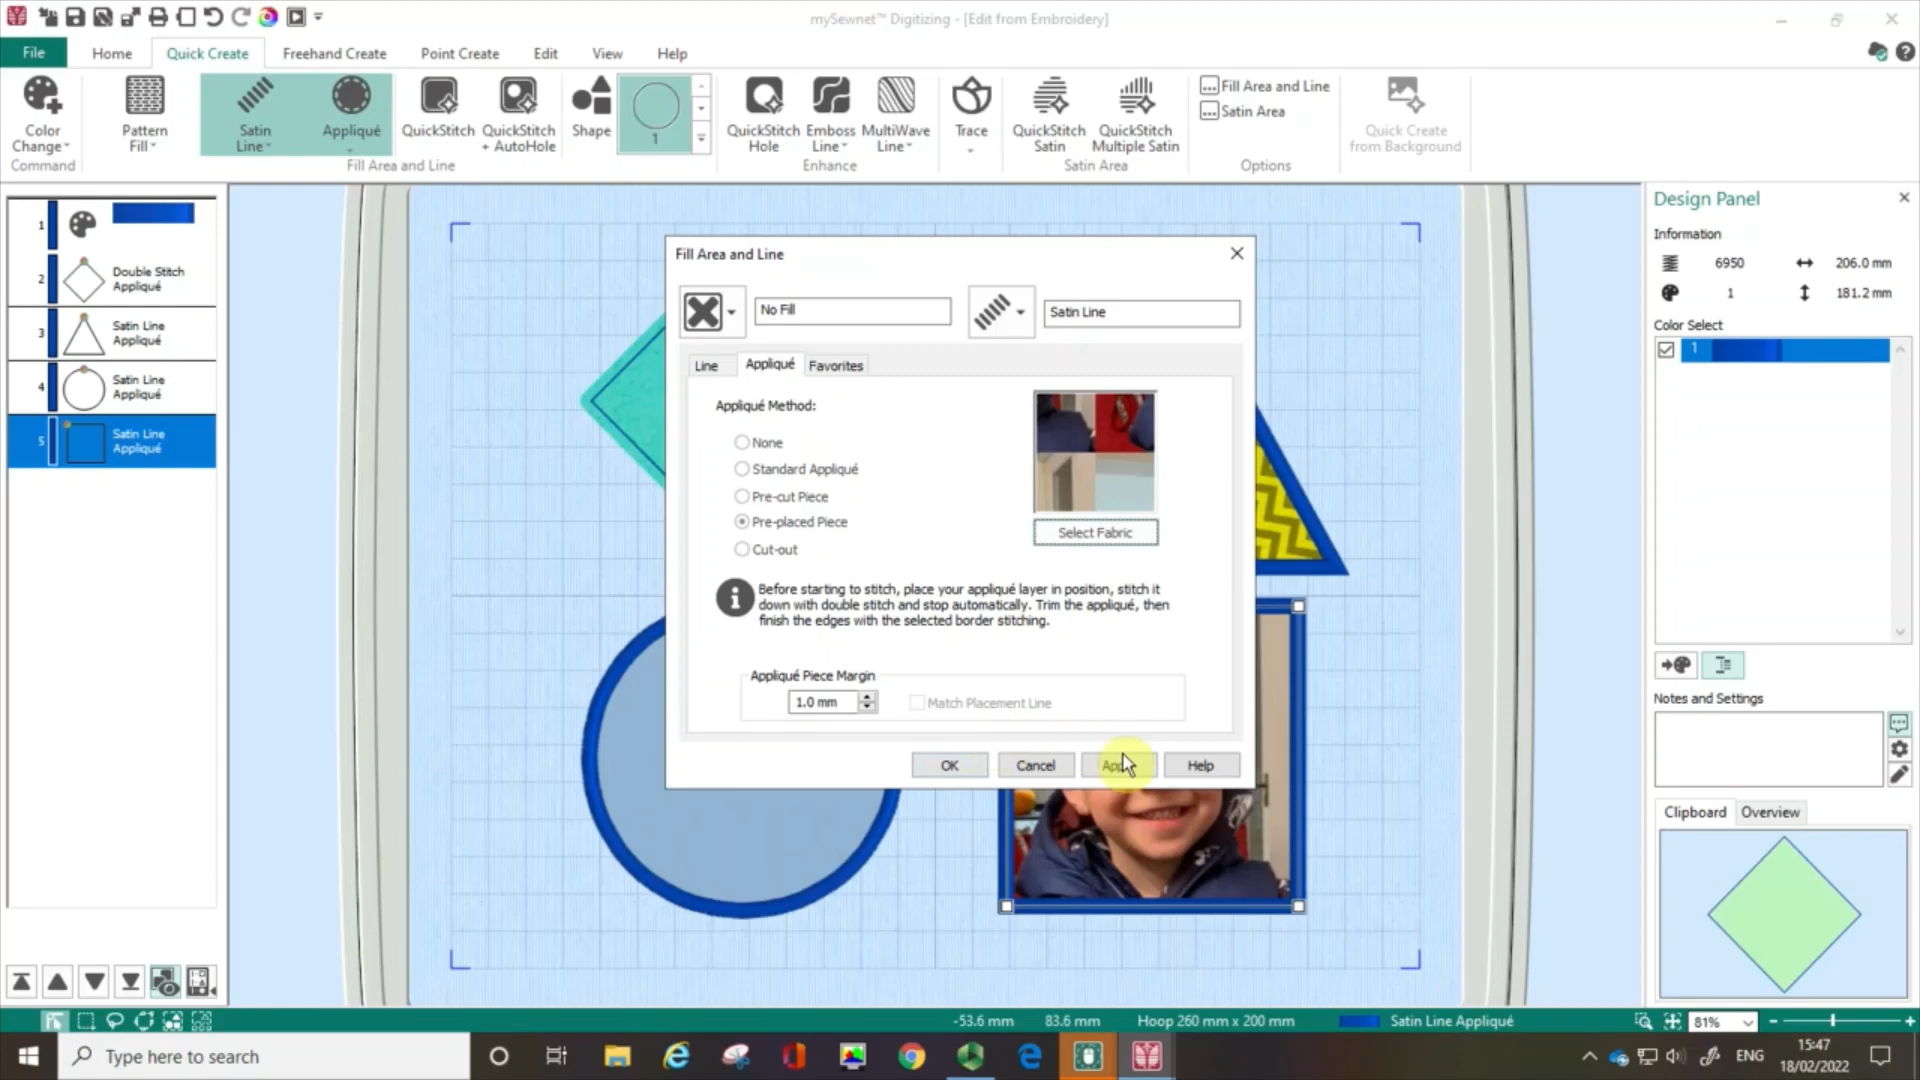 mySewnet™ Digitizing - [Edit from Embroidery]
File
Home
Quick Create
Freehand Create
Point Create
Edit
View
Help
Color Change
Pattern Fill
Satin Line
Appliqué
QuickStitch
QuickStitch + AutoHole
Shape
1
QuickStitch Hole
Emboss Line
MultiWave Line
Trace
QuickStitch Satin
QuickStitch Multiple Satin
Fill Area and Line
Satin Area
Quick Create from Background
Command
Fill Area and Line
Enhance
Satin Area
Options
1
2
Double Stitch
Appliqué
3
Satin Line
Appliqué
4
Satin Line
Appliqué
5
Satin Line
Appliqué
Fill Area and Line
No Fill
Satin Line
Line
Appliqué
Favorites
Appliqué Method:
None
Standard Appliqué
Pre-cut Piece
Pre-placed Piece
Cut-out
Select Fabric
Before starting to stitch, place your appliqué layer in position, stitch it
down with double stitch and stop automatically. Trim the appliqué, then
finish the edges with the selected border stitching.
Appliqué Piece Margin
1.0 mm
Match Placement Line
OK
Cancel
Help
Design Panel
Information
6950
206.0 mm
1
181.2 mm
Color Select
1
Notes and Settings
Clipboard
Overview
-53.6 mm
83.6 mm
Hoop 260 mm x 200 mm
Satin Line Appliqué
81%
Type here to search
ENG
15:47
18/02/2022